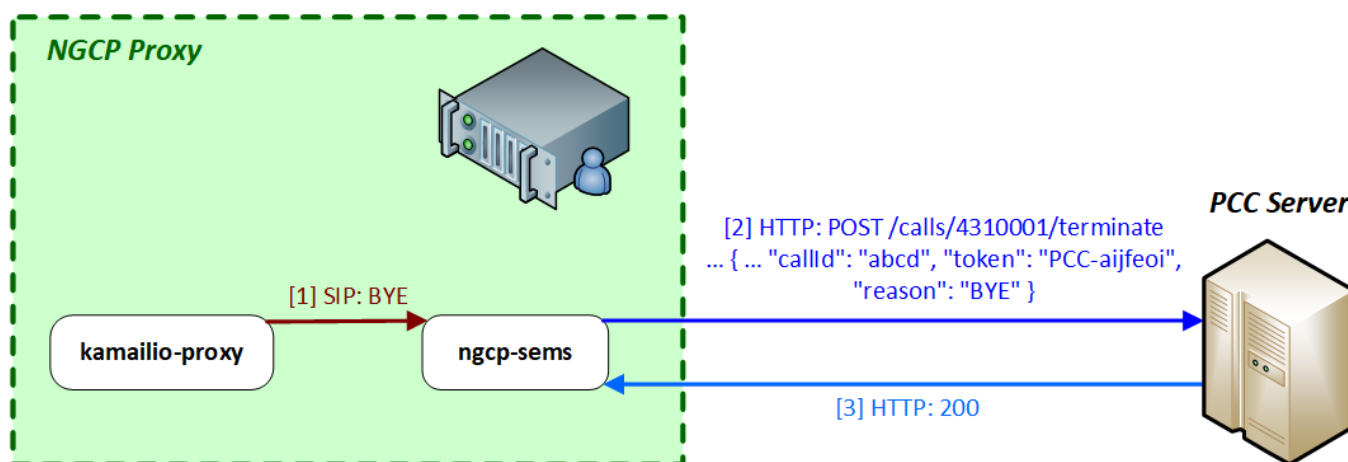 NGCP Proxy
PCC Server
[2] HTTP: POST /calls/4310001/terminate
... { ... "callId": "abcd", "token": "PCC-aijfeoi",
"reason": "BYE" }
[1] SIP: BYE
kamailio-proxy
ngcp-sems
[3] HTTP: 200